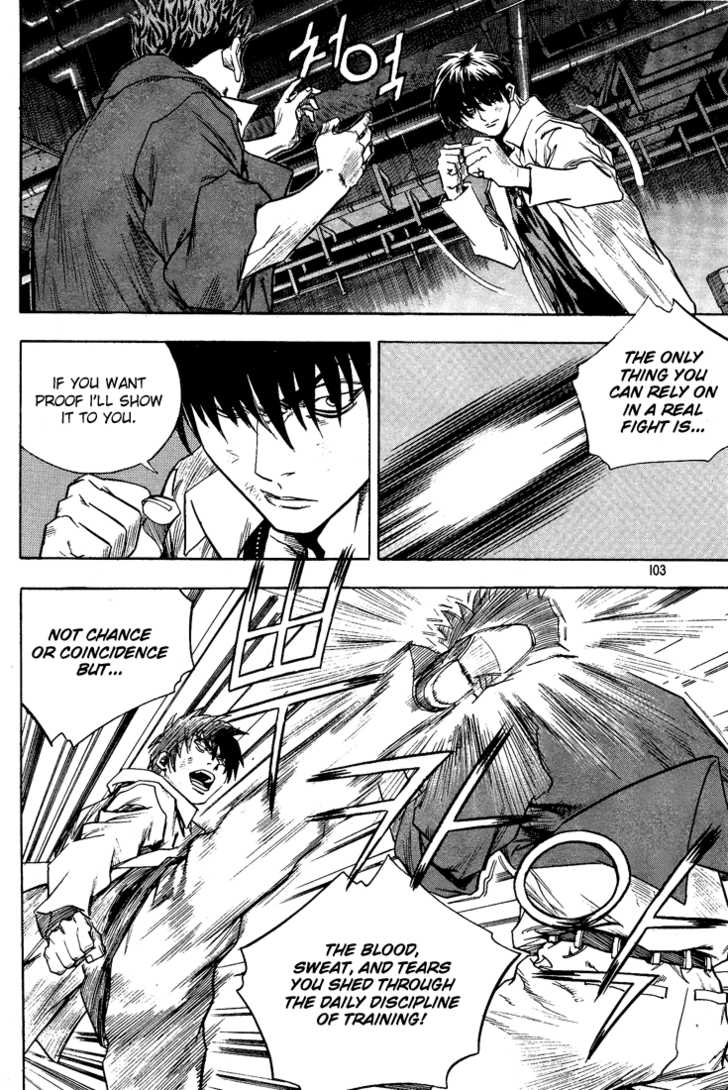 처억
IF YOU WANT
PROOF I'LL SHOW
IT TO YOU.
THE ONLY
THING YOU
CAN RELY ON
IN A REAL
FIGHT IS...
103
NOT CHANCE
OR COINCIDENCE
BUT...
THE BLOOD,
SWEAT, AND TEARS
YOU SHED THROUGH
THE DAILY DISCIPLINE
OF TRAINING!